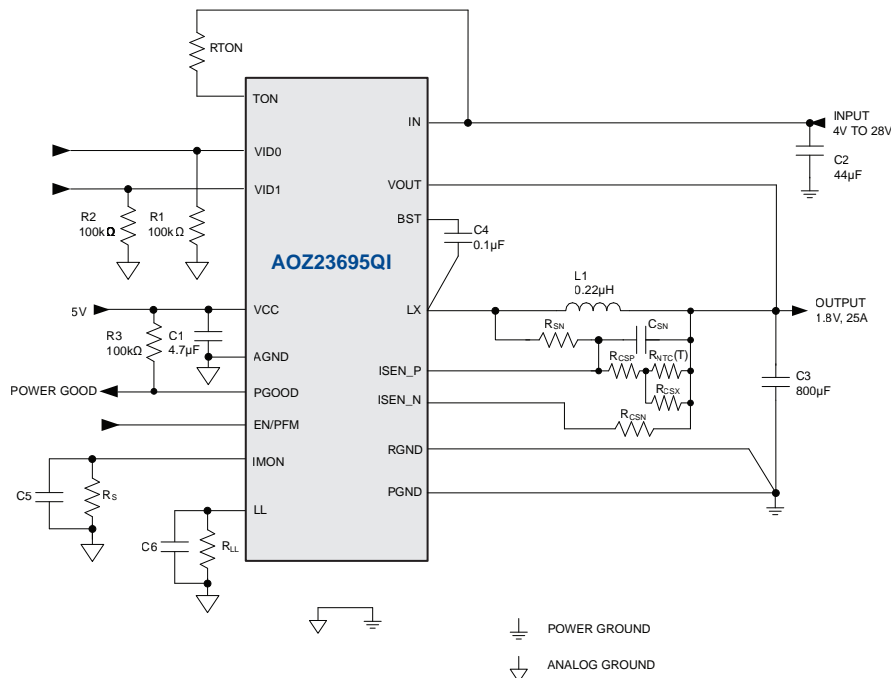 RTON
TON
IN
INPUT
4V TO 28V
C2
44µF
VID0
VID1
VOUT
R2
100kΩ
R1
100kΩ
BST
C4
0.1µF
AOZ23695QI
L1
0.22µH
5V
VCC
LX
OUTPUT
1.8V, 25A
R3
100kΩ
C1
4.7µF
RSN
CSN
AGND
ISEN_P
RCSP
RNTC(T)
C3
800µF
POWER GOOD
PGOOD
ISEN_N
RCSX
EN/PFM
RCSN
RGND
IMON
C5
RS
PGND
LL
C6
RLL
POWER GROUND
ANALOG GROUND